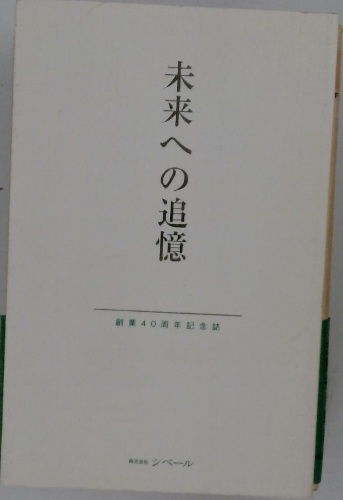 未来への追憶
創業40周年記念誌
株式会社 シベール